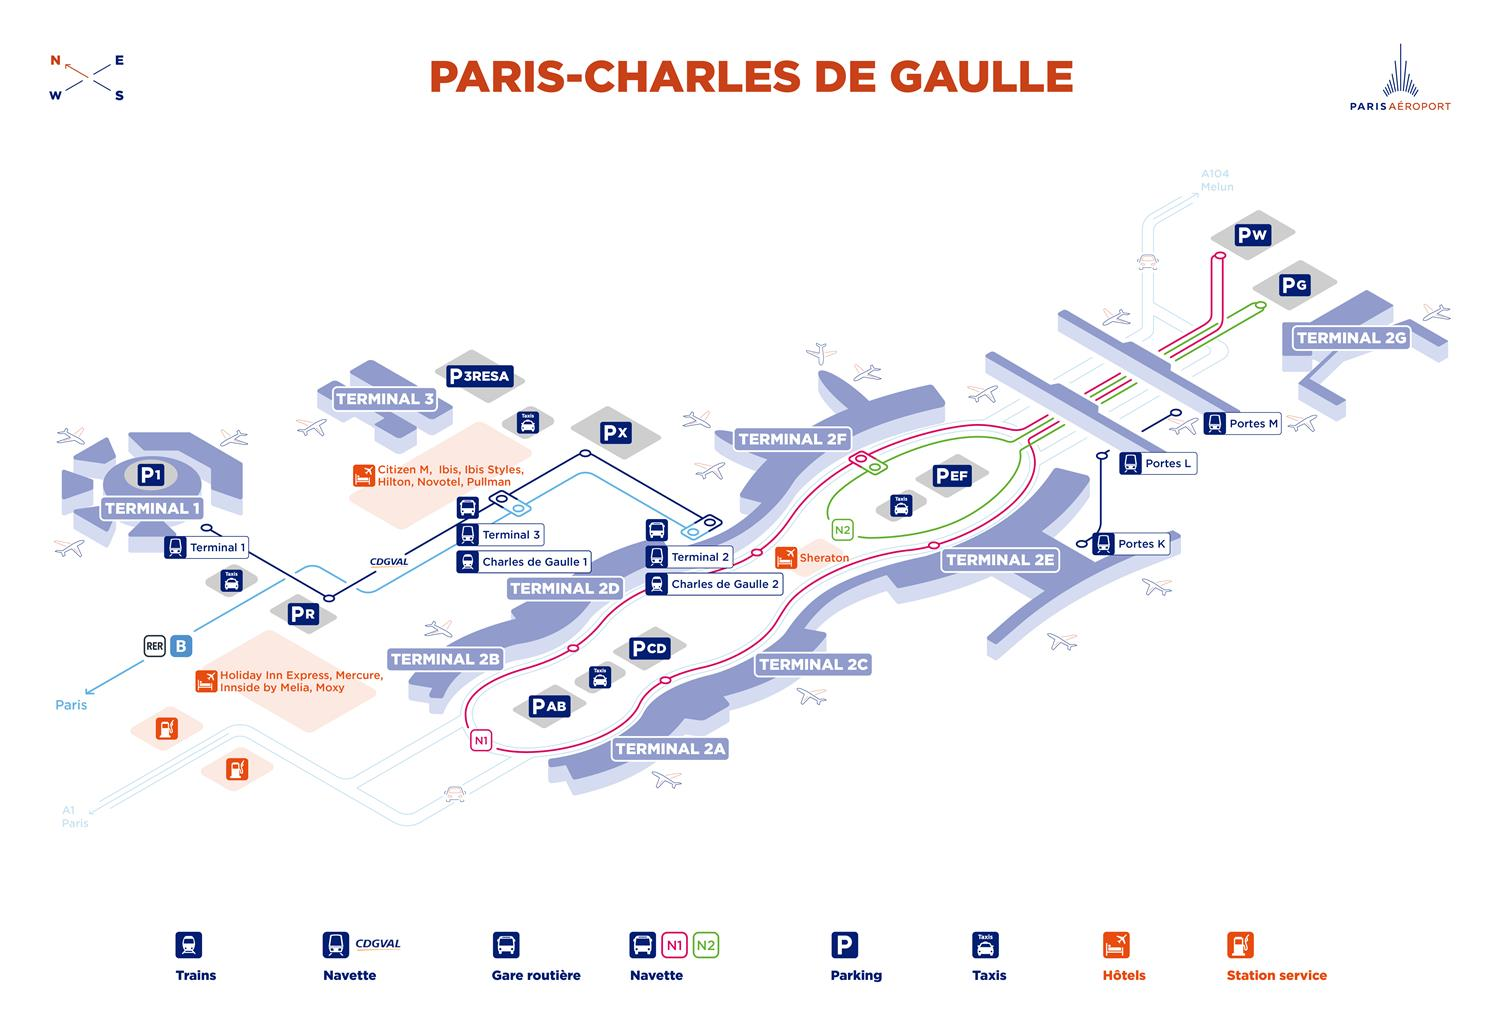 N
E
W
S
PARIS-CHARLES DE GAULLE
PARISAÉROPORT
A104
Melun
PW
PG
TERMINAL 2G
P3RESA
TERMINAL 3
Taxis
PX
TERMINAL 2F
Portes M
Portes L
Citizen M, Ibis, Ibis Styles,
Hilton, Novotel, Pullman
P1
TERMINAL 1
PEF
Taxis
N2
Terminal 1
Terminal 3
Terminal 2
Portes K
CDGVAL
Charles de Gaulle 1
Charles de Gaulle 2
Sheraton
TERMINAL 2E
Taxis
TERMINAL 2D
PR
RER
B
PCD
TERMINAL 2B
TERMINAL 2C
Holiday Inn Express, Mercure,
Innside by Melia, Moxy
Taxis
Paris
PAB
N1
TERMINAL 2A
A1
Paris
CDGVAL
N1
N2
P
Taxis
Trains
Navette
Gare routière
Navette
Parking
Taxis
Hôtels
Station service